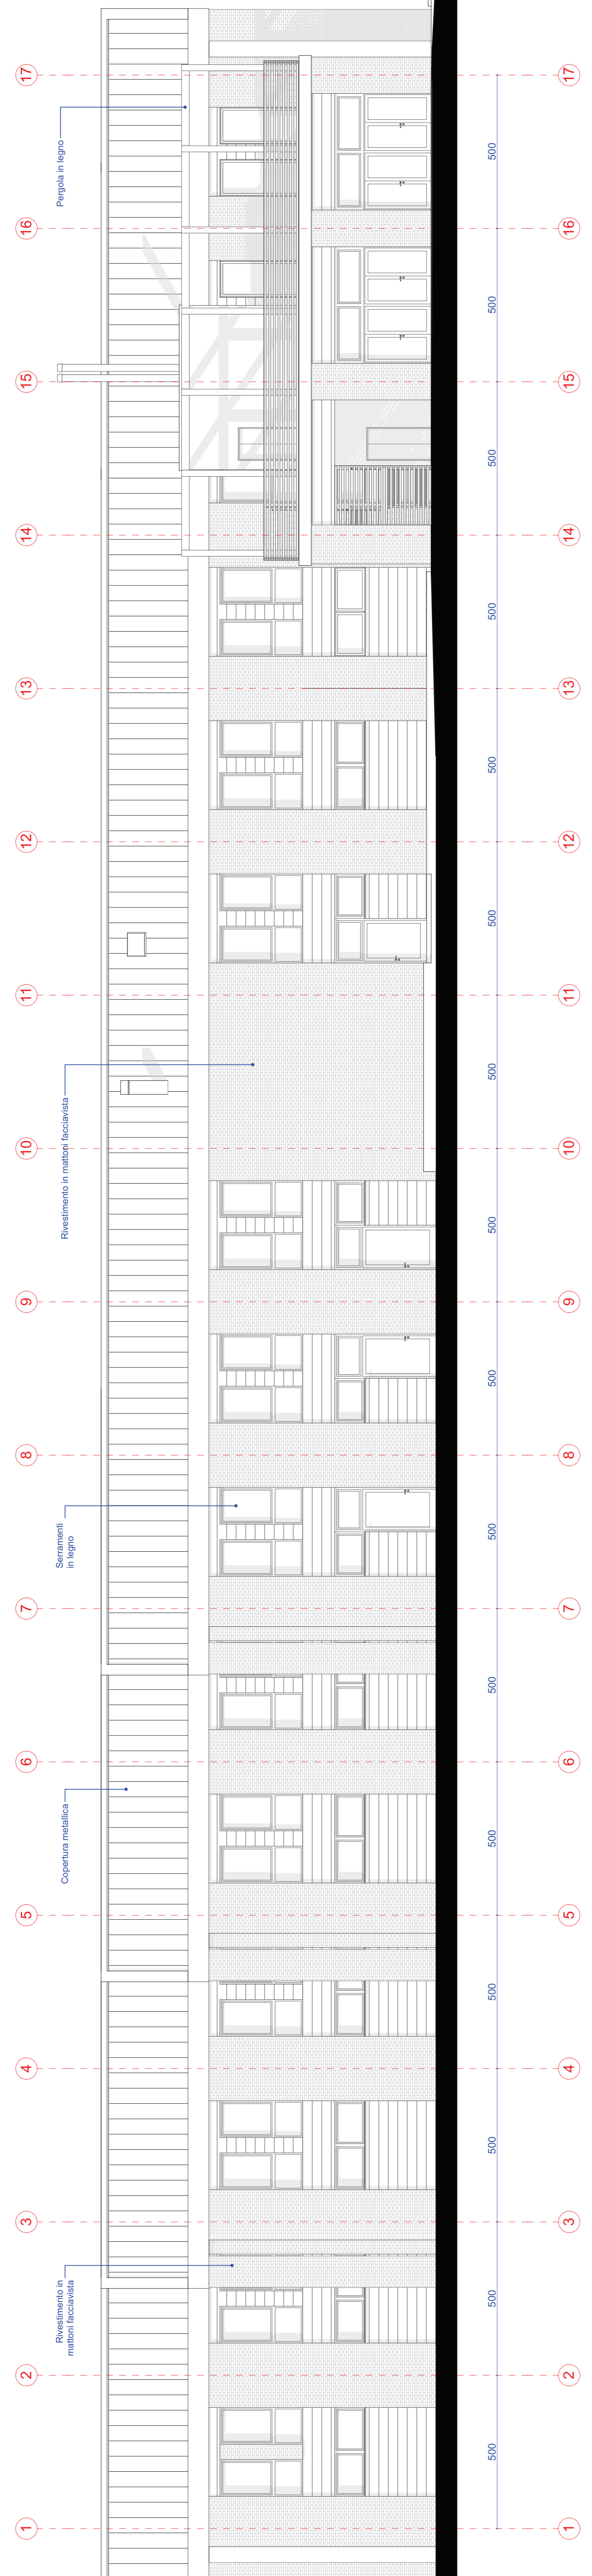 1 2 3 4 5 6 7 8 9 10 11 12 13 14 15 16 17
Rivestimento in
mattoni facciavista
Copertura metallica
Serramenti
in legno
Rivestimento in mattoni facciavista
Pergola in legno
500 500 500 500 500 500 500 500 500 500 500 500 500 500 500 500
1 2 3 4 5 6 7 8 9 10 11 12 13 14 15 16 17